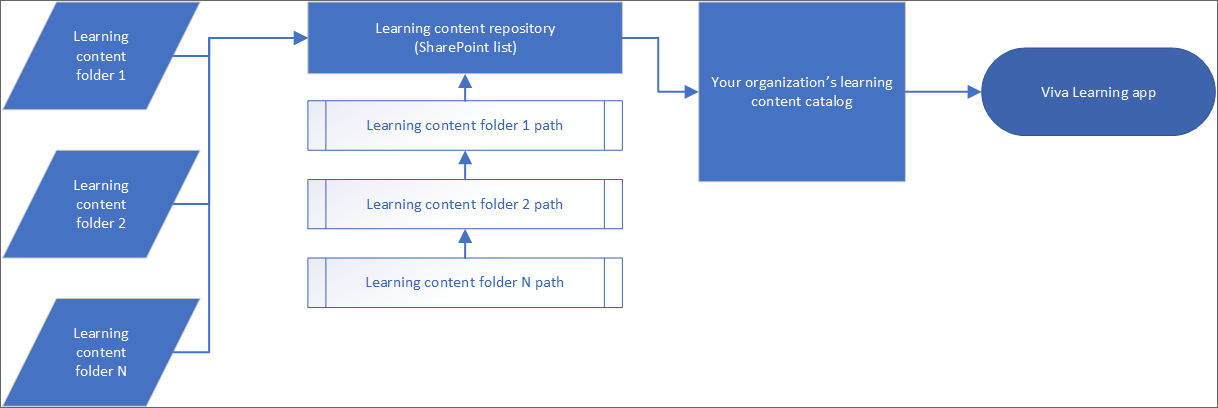 Learning
content
folder 1
Learning content repository
(SharePoint list)
Your organization’s learning
content catalog
Viva Learning app
Learning content folder 1 path
Learning
content
folder 2
Learning content folder 2 path
Learning content folder N path
Learning
content
folder N